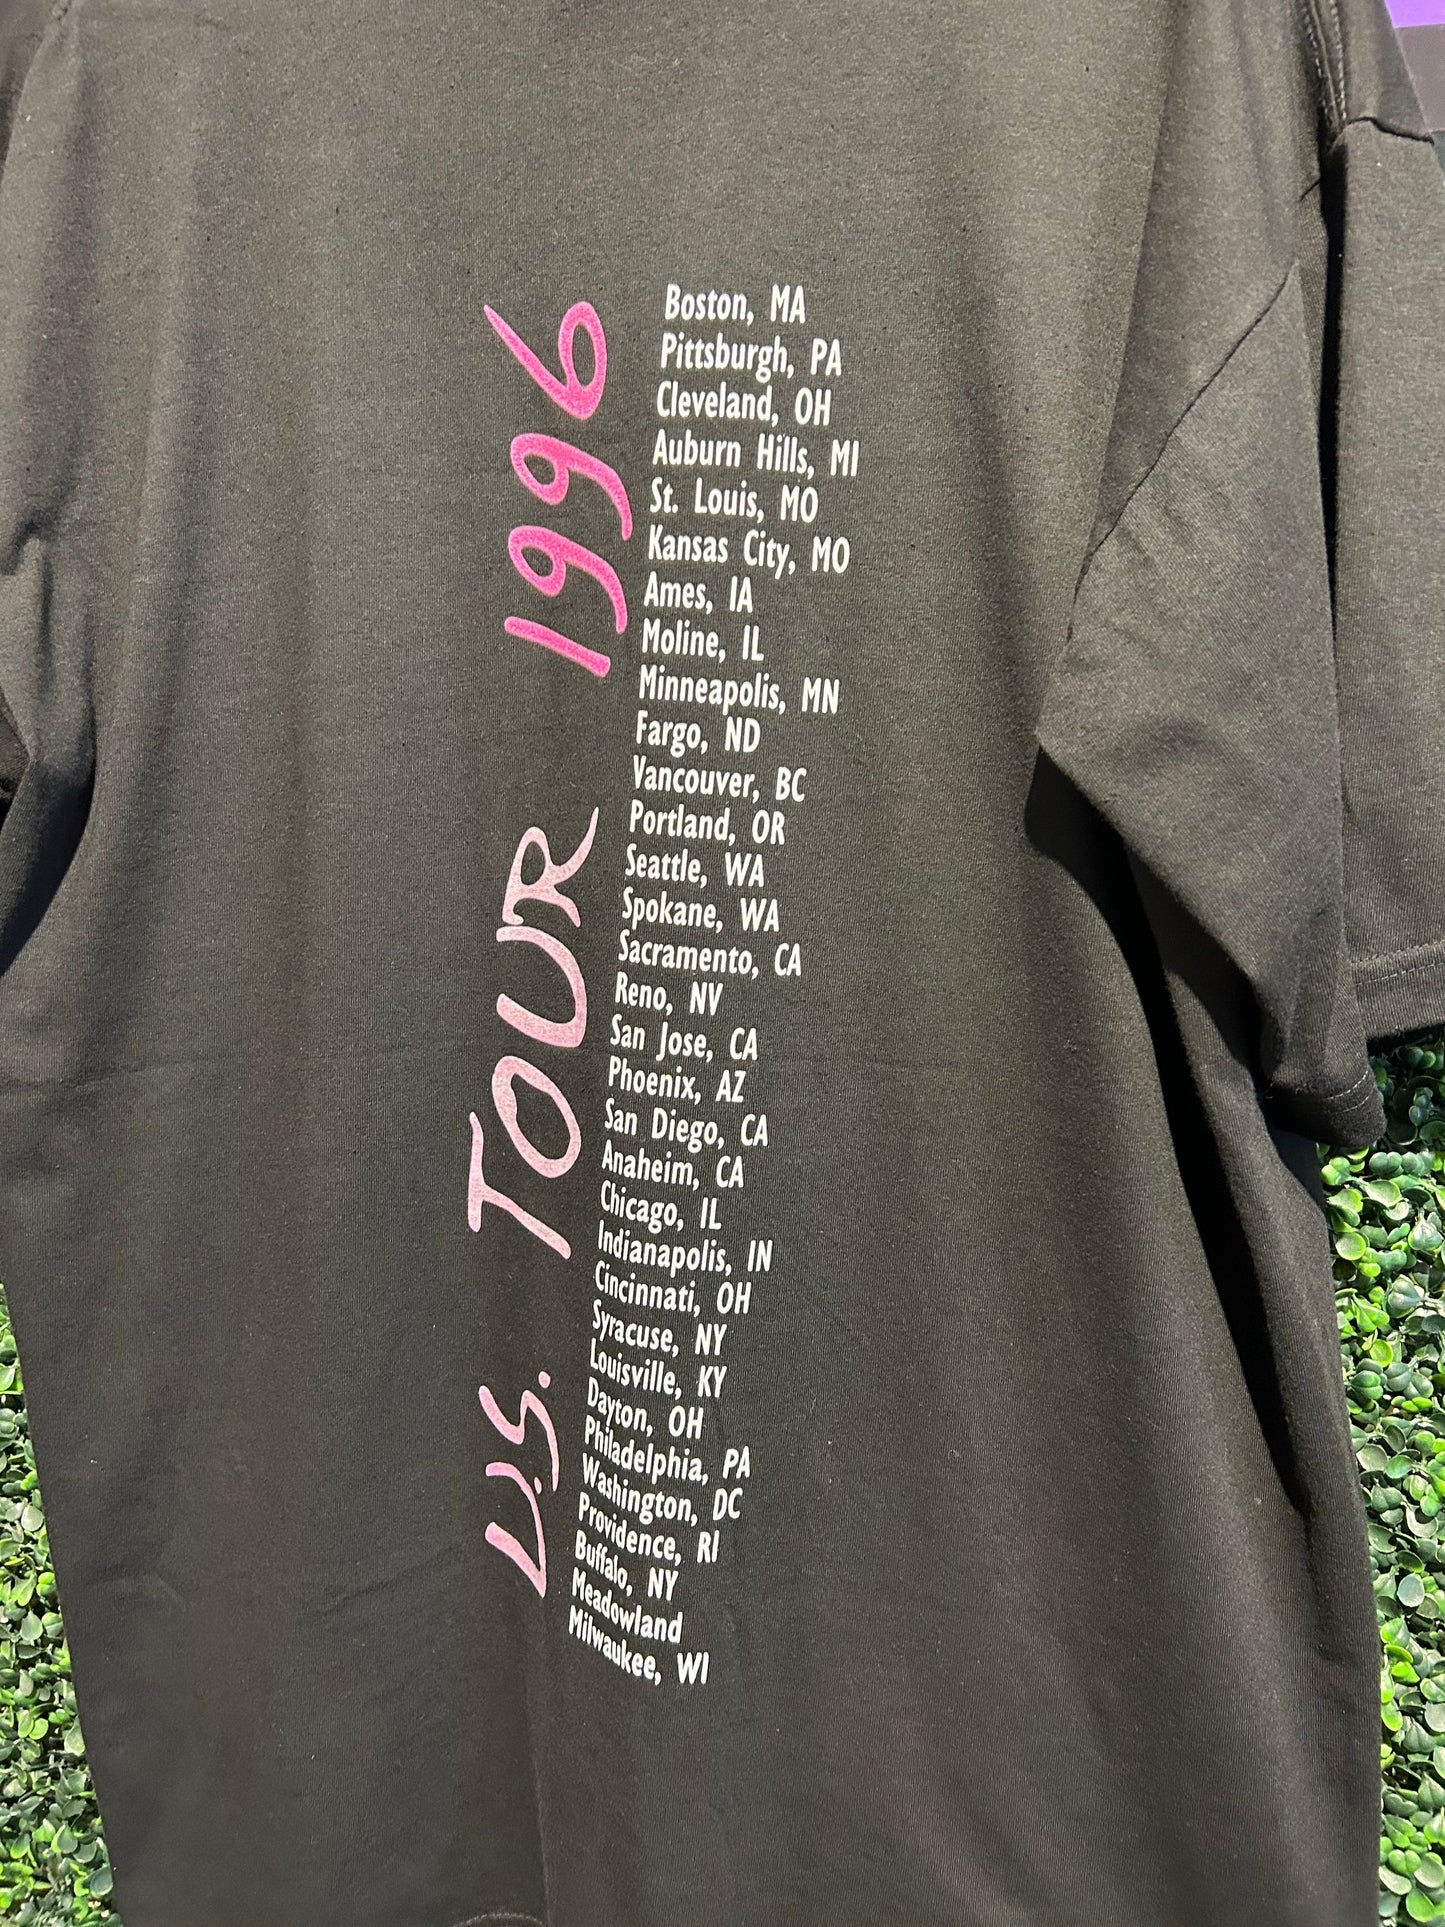 U.S. TOUR 1996
Boston, MA
Pittsburgh, PA
Cleveland, OH
Auburn Hills, MI
St. Louis, MO
Kansas City, MO
Ames, IA
Moline, IL
Minneapolis, MN
Fargo, ND
Vancouver, BC
Portland, OR
Seattle, WA
Spokane, WA
Sacramento, CA
Reno, NV
San Jose, CA
Phoenix, AZ
San Diego, CA
Anaheim, CA
Chicago, IL
Indianapolis, IN
Cincinnati, OH
Syracuse, NY
Louisville, KY
Dayton, OH
Philadelphia, PA
Washington, DC
Providence, RI
Buffalo, NY
Meadowland
Milwaukee, WI